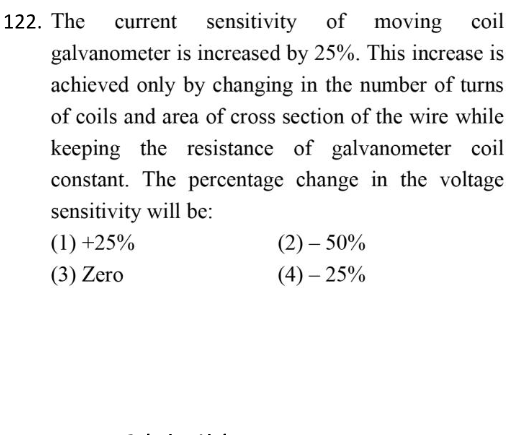 122. The current sensitivity of moving coil
galvanometer is increased by 25%. This increase is
achieved only by changing in the number of turns
of coils and area of cross section of the wire while
keeping the resistance of galvanometer coil
constant. The percentage change in the voltage
sensitivity will be:
(1) +25% (2) – 50%
(3) Zero (4) – 25%